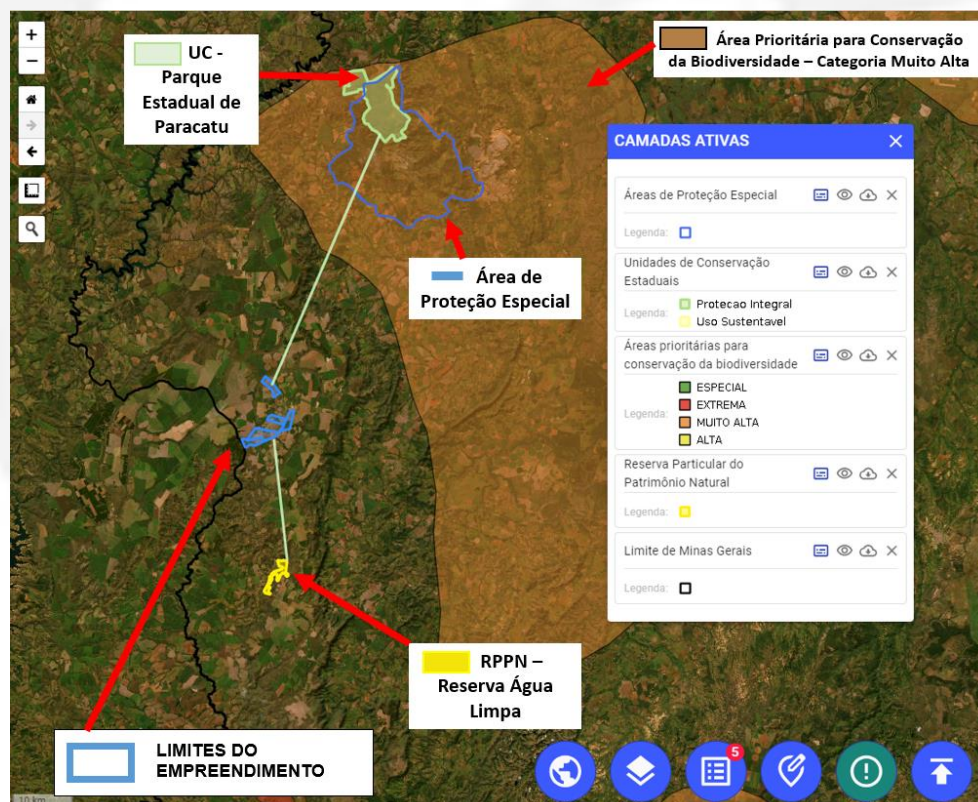 +
−
UC -
Parque
Estadual de
Paracatu
Área Prioritária para Conservação
da Biodiversidade – Categoria Muito Alta
CAMADAS ATIVAS
Áreas de Proteção Especial
Legenda:
Unidades de Conservação
Estaduais
Legenda:
Protecao Integral
Uso Sustentavel
Áreas prioritárias para
conservação da biodiversidade
Legenda:
ESPECIAL
EXTREMA
MUITO ALTA
ALTA
Reserva Particular do
Patrimônio Natural
Legenda:
Limite de Minas Gerais
Legenda:
Área de
Proteção Especial
RPPN –
Reserva Água
Limpa
LIMITES DO
EMPREENDIMENTO
5
10 km